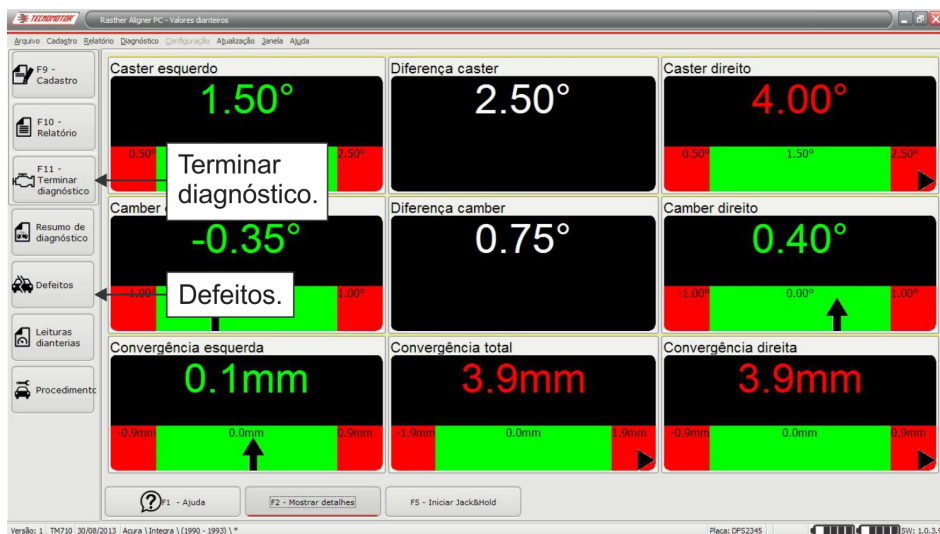 TECNOMOTOR
Rasther Aligner PC - Valores dianteiros
Arquivo Cadastro Relatório Diagnóstico Configuração Atualização Janela Ajuda
F9 -
Cadastro
F10 -
Relatório
F11 -
Terminar
diagnóstico
Resumo de
diagnóstico
Defeitos
Leituras
dianterias
Procedimento
Caster esquerdo
1.50°
0.50°
2.50°
Diferença caster
2.50°
Caster direito
4.00°
0.50° 1.50° 2.50°
Terminar
diagnóstico.
Camber
-0.35°
-1.00°
1.00°
Diferença camber
0.75°
Camber direito
0.40°
-1.00° 0.00° 1.00°
Defeitos.
Convergência esquerda
0.1mm
-0.9mm 0.0mm 0.9mm
Convergência total
3.9mm
-1.9mm 0.0mm 1.9mm
Convergência direita
3.9mm
-0.9mm 0.0mm 0.9mm
F1 - Ajuda
F2 - Mostrar detalhes
F5 - Iniciar Jack&Hold
Versão: 1 TM710 30/08/2013 Acura \ Integra \ (1990 - 1993) \ *
Placa: DFS2345
SW: 1.0.3.9